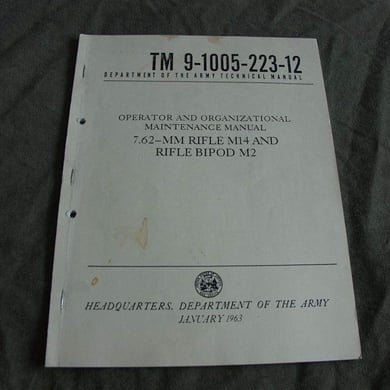 TM 9-1005-223-12
DEPARTMENT OF THE ARMY TECHNICAL MANUAL
OPERATOR AND ORGANIZATIONAL
MAINTENANCE MANUAL
7.62-MM RIFLE M14 AND
RIFLE BIPOD M2
HEADQUARTERS, DEPARTMENT OF THE ARMY
JANUARY 1963